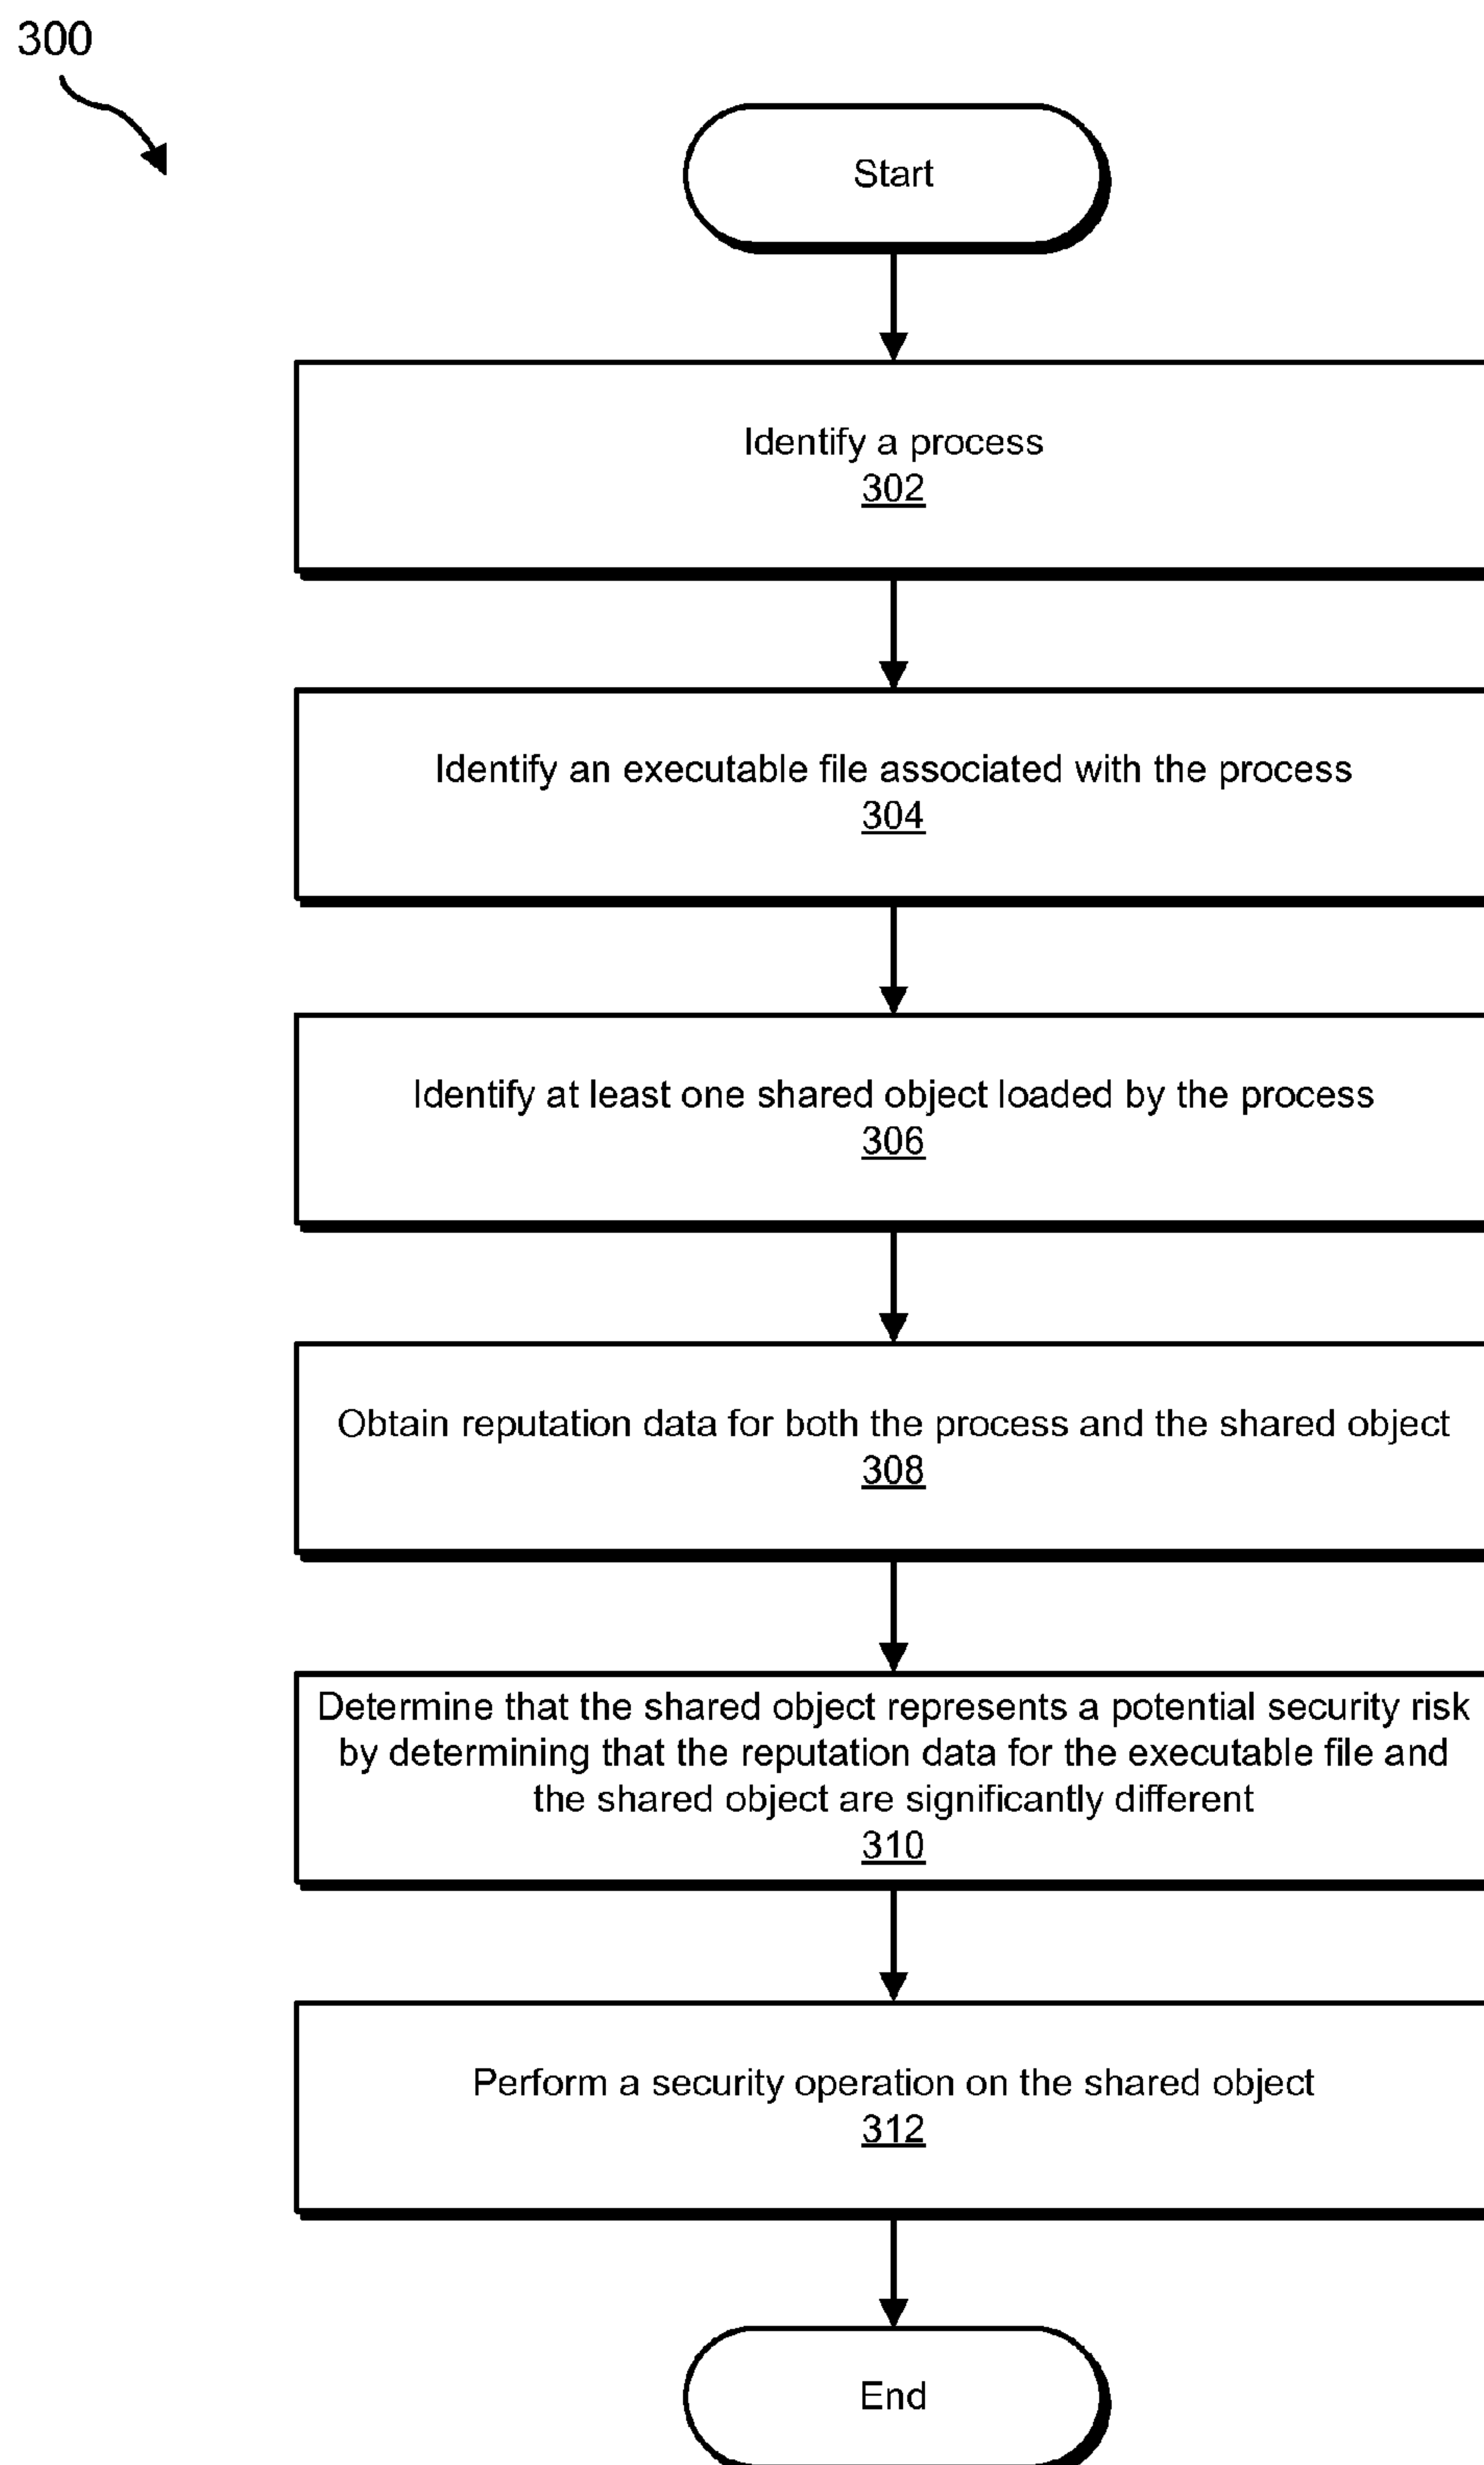 300
Start
Identify a process
302
Identify an executable file associated with the process
304
Identify at least one shared object loaded by the process
306
Obtain reputation data for both the process and the shared object
308
Determine that the shared object represents a potential security risk
by determining that the reputation data for the executable file and
the shared object are significantly different
310
Perform a security operation on the shared object
312
End